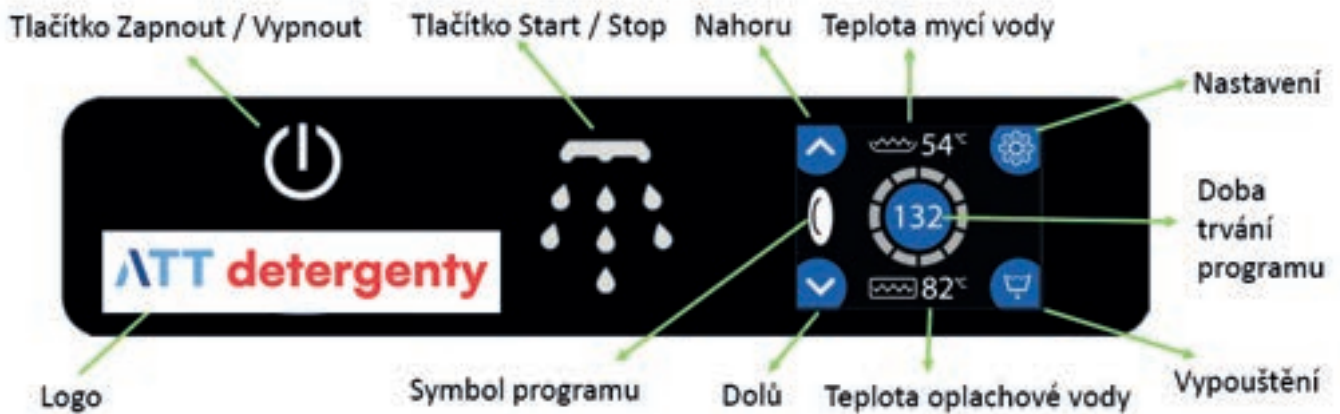 Tlačítko Zapnout / Vypnout
Tlačítko Start / Stop
Nahoru
Teplota mycí vody
Nastavení
54°C
132
Doba
trvání
programu
ATT detergenty
82°C
Logo
Symbol programu
Dolů
Teplota oplachové vody
Vypouštění